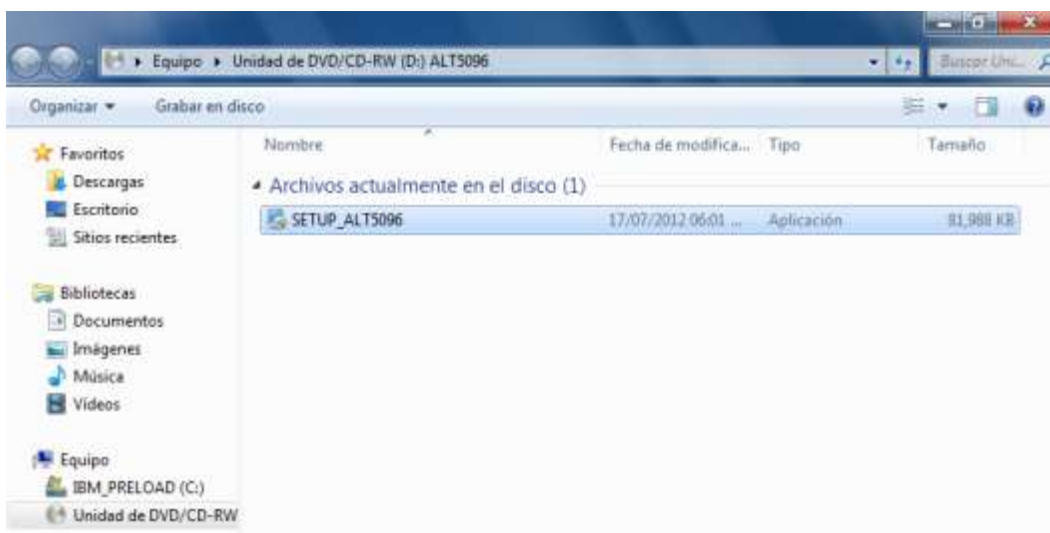 Equipo ▸ Unidad de DVD/CD-RW (D:) ALT5096
Buscar Uni...
Organizar Grabar en disco
Nombre Fecha de modifica... Tipo Tamaño
Favoritos
Descargas
Archivos actualmente en el disco (1)
Escritorio
SETUP_ALT5096 17/07/2012 06:01 ... Aplicación 81,988 KB
Sitios recientes
Bibliotecas
Documentos
Imágenes
Música
Vídeos
Equipo
IBM_PRELOAD (C:)
Unidad de DVD/CD-RW